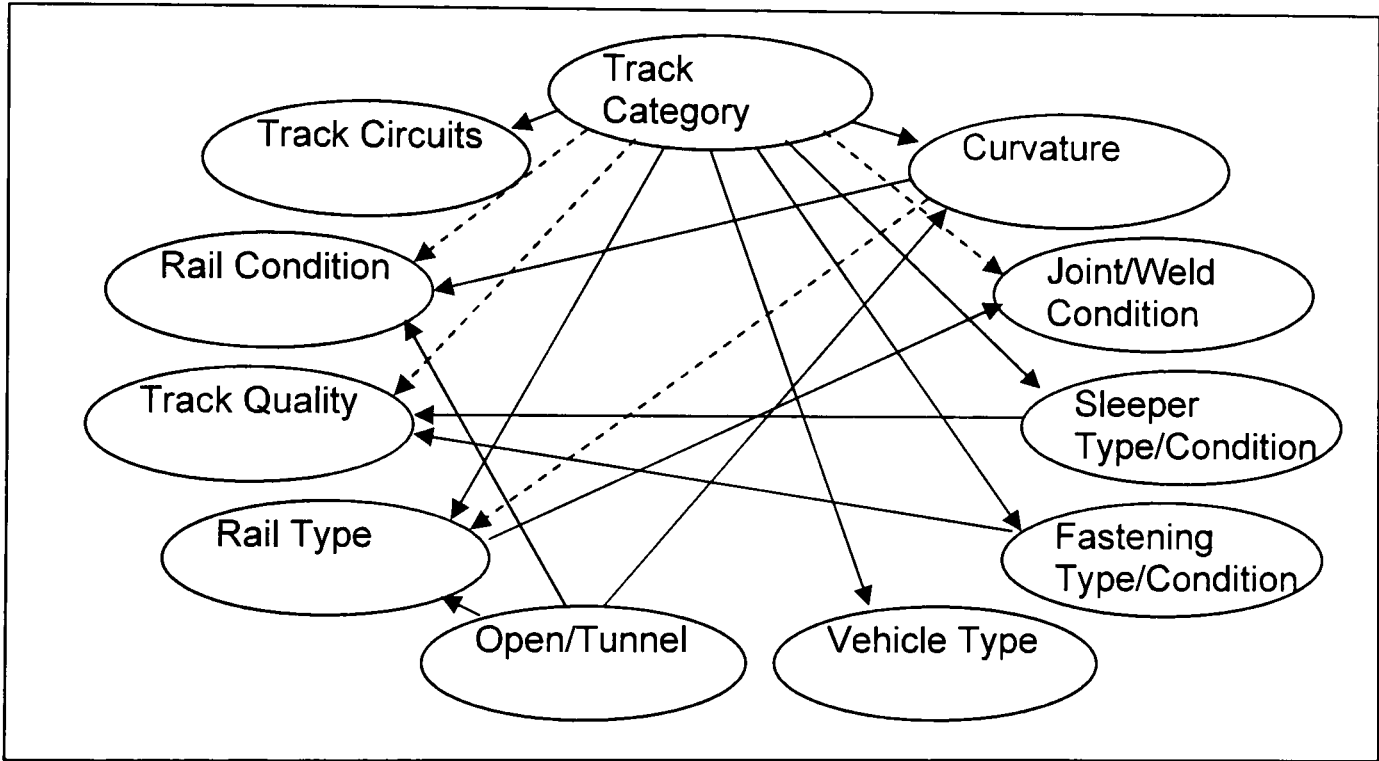 Track
Category
Track Circuits
Curvature
Rail Condition
Joint/Weld
Condition
Track Quality
Sleeper
Type/Condition
Rail Type
Fastening
Type/Condition
Open/Tunnel
Vehicle Type